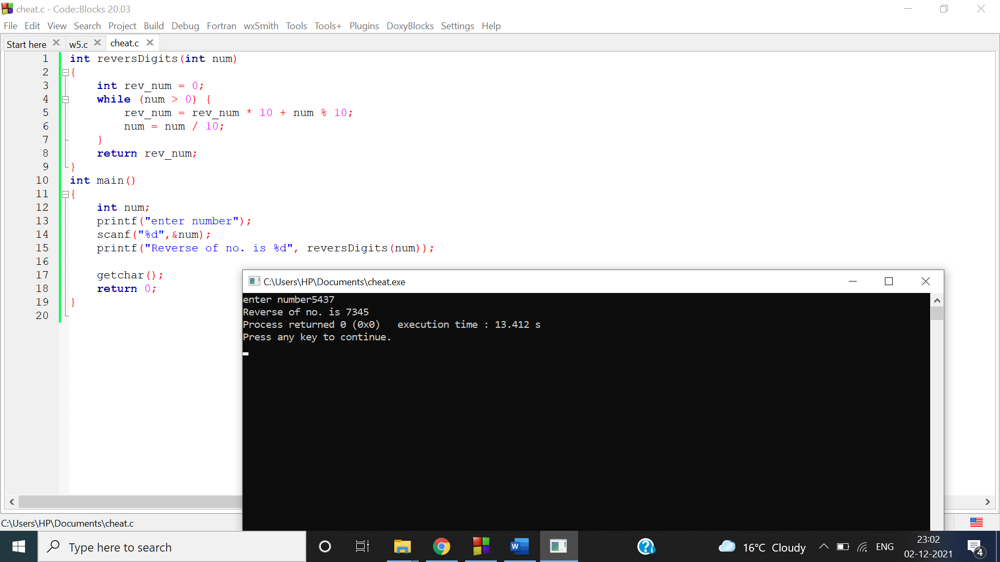 cheat.c - Code::Blocks 20.03
File Edit View Search Project Build Debug Fortran wxSmith Tools Tools+ Plugins DoxyBlocks Settings Help
Start here w5.c cheat.c
1 int reversDigits(int num)
2 {
3 int rev_num = 0;
4 while (num > 0) {
5 rev_num = rev_num * 10 + num % 10;
6 num = num / 10;
7 }
8 return rev_num;
9 }
10 int main()
11 {
12 int num;
13 printf("enter number");
14 scanf("%d",&num);
15 printf("Reverse of no. is %d", reversDigits(num));
16
17 getchar();
18 return 0;
19 }
20
C:\Users\HP\Documents\cheat.exe
enter number5437
Reverse of no. is 7345
Process returned 0 (0x0)   execution time : 13.412 s
Press any key to continue.
C:\Users\HP\Documents\cheat.c
Type here to search
W
16°C Cloudy
ENG
23:02
02-12-2021
4